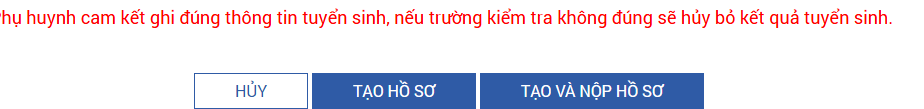 huynh cam kết ghi đúng thông tin tuyển sinh, nếu trường kiểm tra không đúng sẽ hủy bỏ kết quả tuyển sinh.
HỦY TẠO HỒ SƠ TẠO VÀ NỘP HỒ SƠ